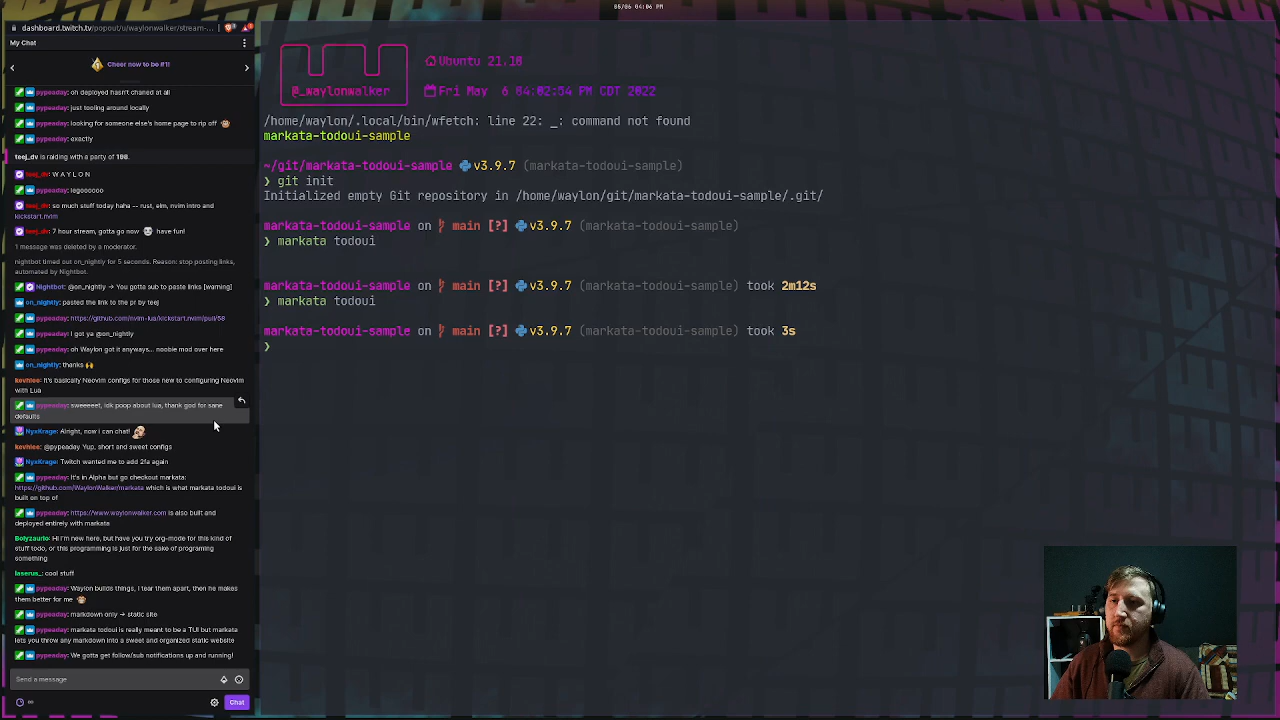 05/06 04:06 PM
dashboard.twitch.tv/popout/u/waylonwalker/stream-...
My Chat
Cheer now to be #1!
pypeaday: oh deployed hasn't chaned at all
pypeaday: just tooling around locally
pypeaday: looking for someone else's home page to rip off
pypeaday: exactly
teej_dv is raiding with a party of 198.
teej_dv: W A Y L O N
pypeaday: legoooooo
teej_dv: so much stuff today haha -- rust, elm, nvim intro and
kickstart.nvim
teej_dv: 7 hour stream, gotta go now have fun!
1 message was deleted by a moderator.
nightbot timed out on_nightly for 5 seconds. Reason: stop posting links,
automated by Nightbot.
Nightbot: @on_nightly -> You gotta sub to paste links [warning]
on_nightly: pasted the link to the pr by teej
pypeaday: https://github.com/nvim-lua/kickstart.nvim/pull/58
pypeaday: I got ya @on_nightly
pypeaday: oh Waylon got it anyways... noobie mod over here
on_nightly: thanks
kevhlee: It's basically Neovim configs for those new to configuring Neovim
with Lua
pypeaday: sweeeeet, idk poop about lua, thank god for sane
defaults
NyxKrage: Alright, now i can chat!
kevhlee: @pypeaday Yup, short and sweet configs
NyxKrage: Twitch wanted me to add 2fa again
pypeaday: It's in Alpha but go checkout markata:
https://github.com/WaylonWalker/markata which is what markata todoui is
built on top of
pypeaday: https://www.waylonwalker.com is also built and
deployed entirely with markata
Bolyzaurio: Hi I'm new here, but have you try org-mode for this kind of
stuff todo, or this programming is just for the sake of programing
something
laserus_: cool stuff
pypeaday: Waylon builds things, I tear them apart, then he makes
them better for me
pypeaday: markdown only -> static site
pypeaday: markata todoui is really meant to be a TUI but markata
lets you throw any markdown into a sweet and organized static website
pypeaday: We gotta get follow/sub notifications up and running!
Send a message
Chat
@_waylonwalker
Ubuntu 21.10
Fri May 6 04:02:54 PM CDT 2022
/home/waylon/.local/bin/wfetch: line 22: _: command not found
markata-todoui-sample
~/git/markata-todoui-sample v3.9.7 (markata-todoui-sample)
❯ git init
Initialized empty Git repository in /home/waylon/git/markata-todoui-sample/.git/
markata-todoui-sample on main [?] v3.9.7 (markata-todoui-sample)
❯ markata todoui
markata-todoui-sample on main [?] v3.9.7 (markata-todoui-sample) took 2m12s
❯ markata todoui
markata-todoui-sample on main [?] v3.9.7 (markata-todoui-sample) took 3s
❯